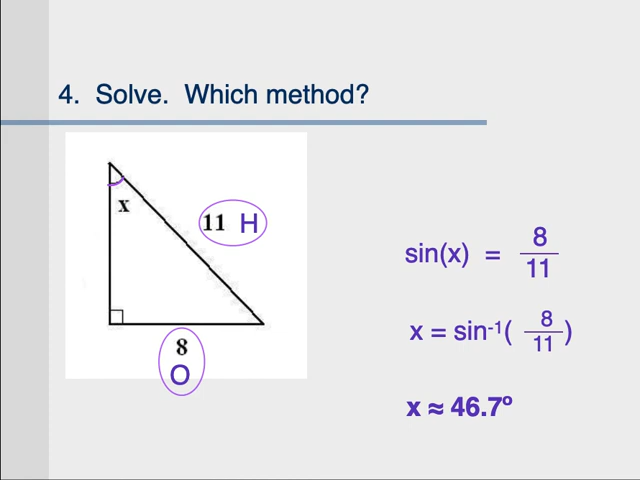 4. Solve. Which method?
x
11 H
8
O
sin(x) = 8/11
x = sin⁻¹( 8/11 )
x ≈ 46.7º